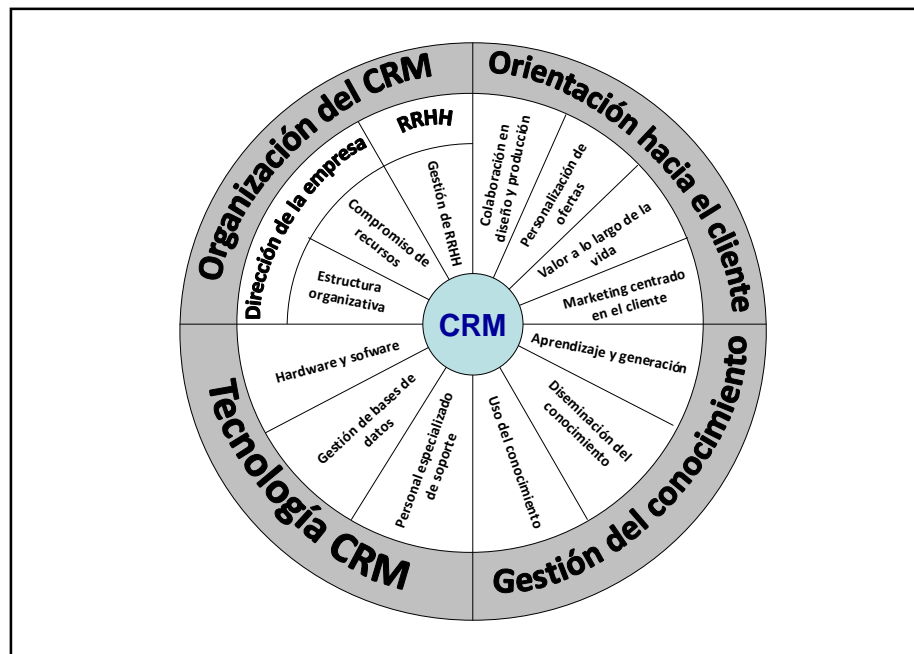 Organización del CRM
Dirección de la empresa
RRHH
Estructura
organizativa
Compromiso de
recursos
Gestión de RRHH
Orientación hacia el cliente
Colaboración en
diseño y producción
Personalización de
ofertas
Valor a lo largo de la
vida
Marketing centrado
en el cliente
CRM
Gestión del conocimiento
Aprendizaje y generación
Diseminación del
conocimiento
Uso del conocimiento
Tecnología CRM
Hardware y sofware
Gestión de bases de
datos
Personal especializado
de soporte